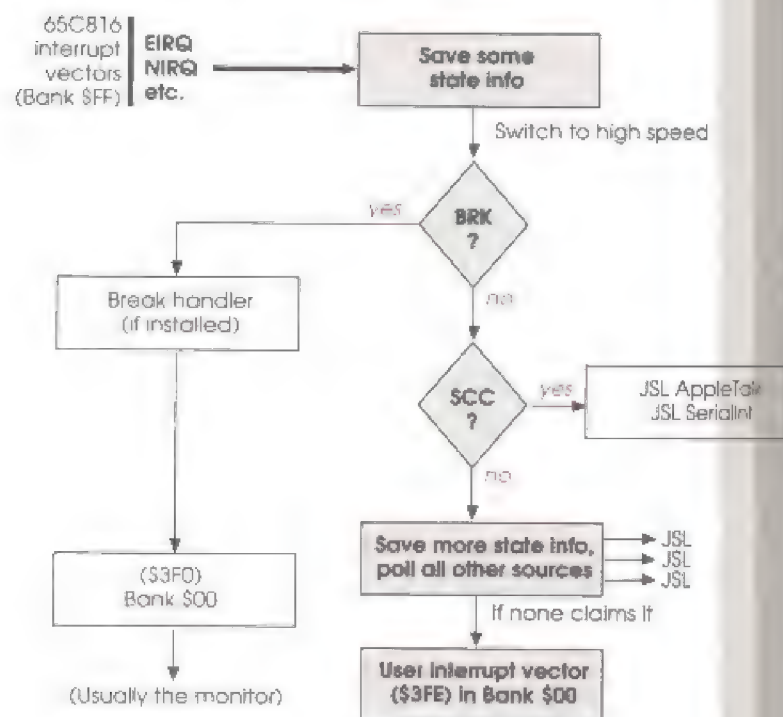 65C816
interrupt
vectors
(Bank $FF)
EIRQ
NIRQ
etc.
Save some
state info
Switch to high speed
yes
BRK
?
no
Break handler
(if installed)
SCC
?
yes
JSL AppleTalk
JSL SerialInt
no
Save more state info,
poll all other sources
JSL
JSL
JSL
($3F0)
Bank $00
If none claims it
(Usually the monitor)
User interrupt vector
($3FE) in Bank $00